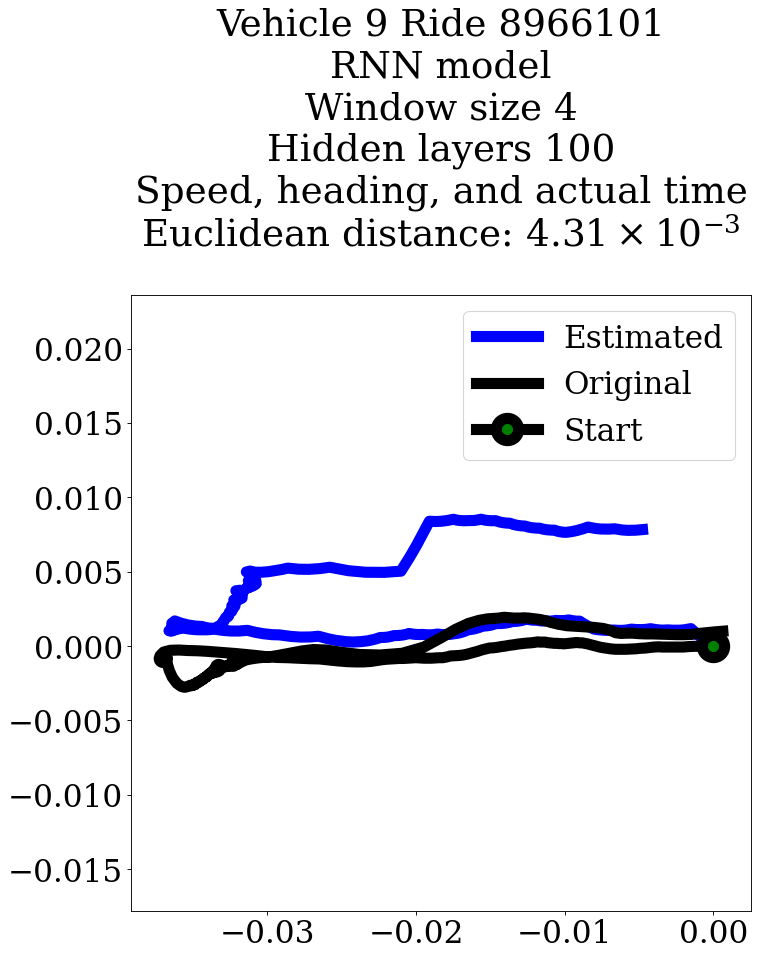 Vehicle 9 Ride 8966101
RNN model
Window size 4
Hidden layers 100
Speed, heading, and actual time
Euclidean distance: 4.31 × 10⁻³
Estimated
Original
Start
0.020
0.015
0.010
0.005
0.000
−0.005
−0.010
−0.015
−0.03 −0.02 −0.01 0.00